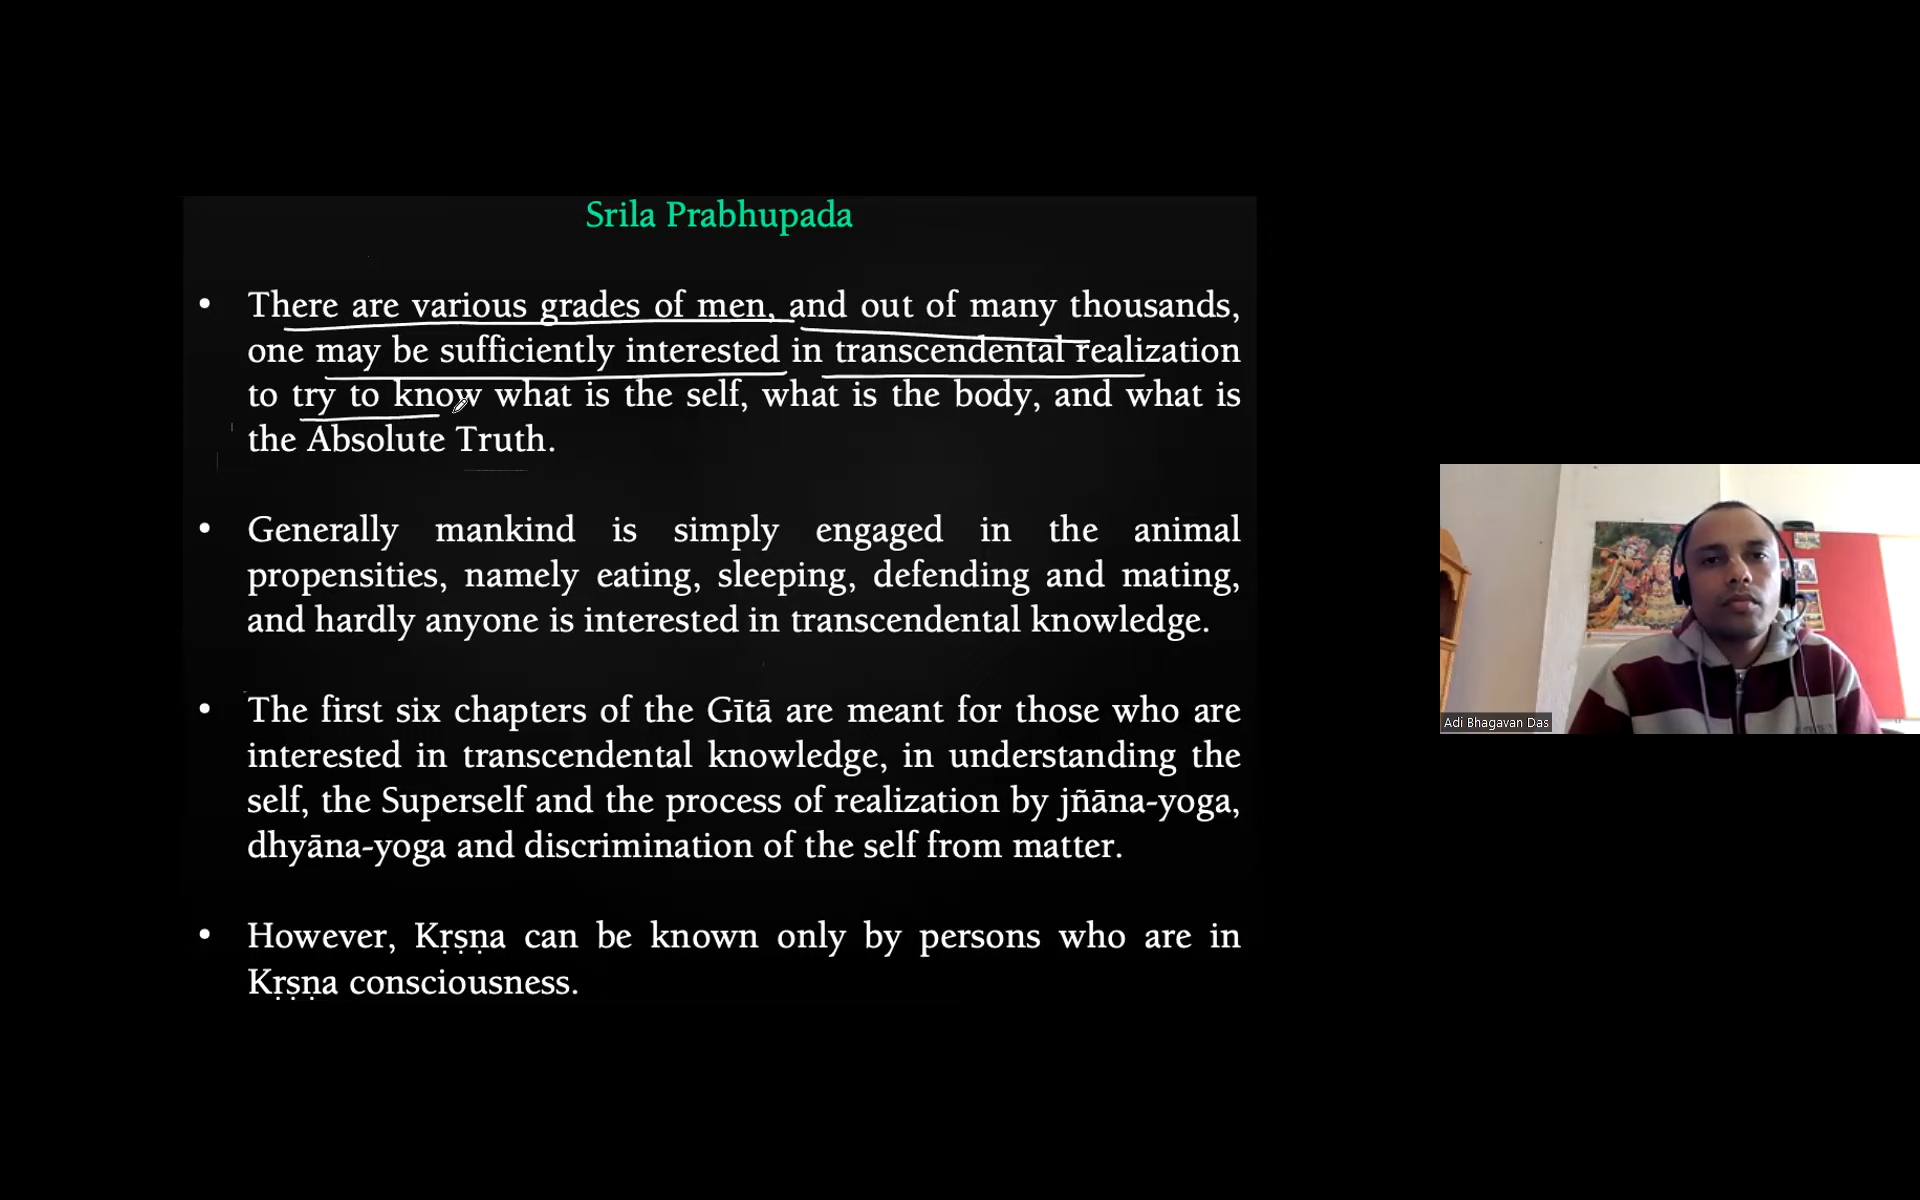 Srila Prabhupada
• There are various grades of men, and out of many thousands,
one may be sufficiently interested in transcendental realization
to try to know what is the self, what is the body, and what is
the Absolute Truth.
• Generally mankind is simply engaged in the animal
propensities, namely eating, sleeping, defending and mating,
and hardly anyone is interested in transcendental knowledge.
• The first six chapters of the Gītā are meant for those who are
interested in transcendental knowledge, in understanding the
self, the Superself and the process of realization by jñāna-yoga,
dhyāna-yoga and discrimination of the self from matter.
• However, Kṛṣṇa can be known only by persons who are in
Kṛṣṇa consciousness.
Adi Bhagavan Das